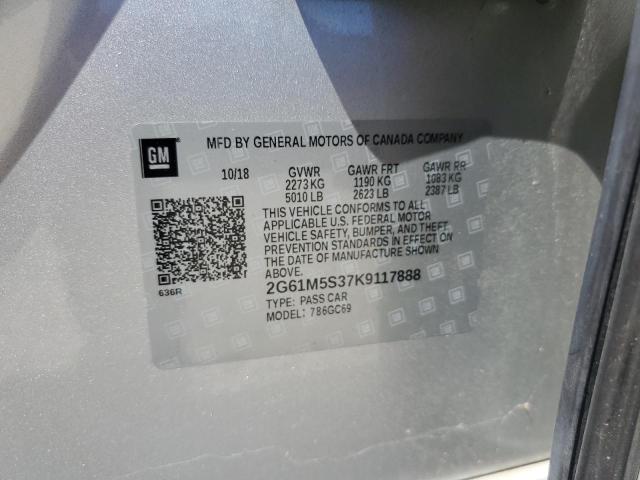 GM
MFD BY GENERAL MOTORS OF CANADA COMPANY
10/18 GVWR GAWR FRT GAWR RR
2273 KG 1190 KG 1083 KG
5010 LB 2623 LB 2387 LB
THIS VEHICLE CONFORMS TO ALL
APPLICABLE U.S. FEDERAL MOTOR
VEHICLE SAFETY, BUMPER, AND THEFT
PREVENTION STANDARDS IN EFFECT ON
THE DATE OF MANUFACTURE SHOWN
ABOVE.
636R
2G61M5S37K9117888
TYPE: PASS CAR
MODEL: 786GC69